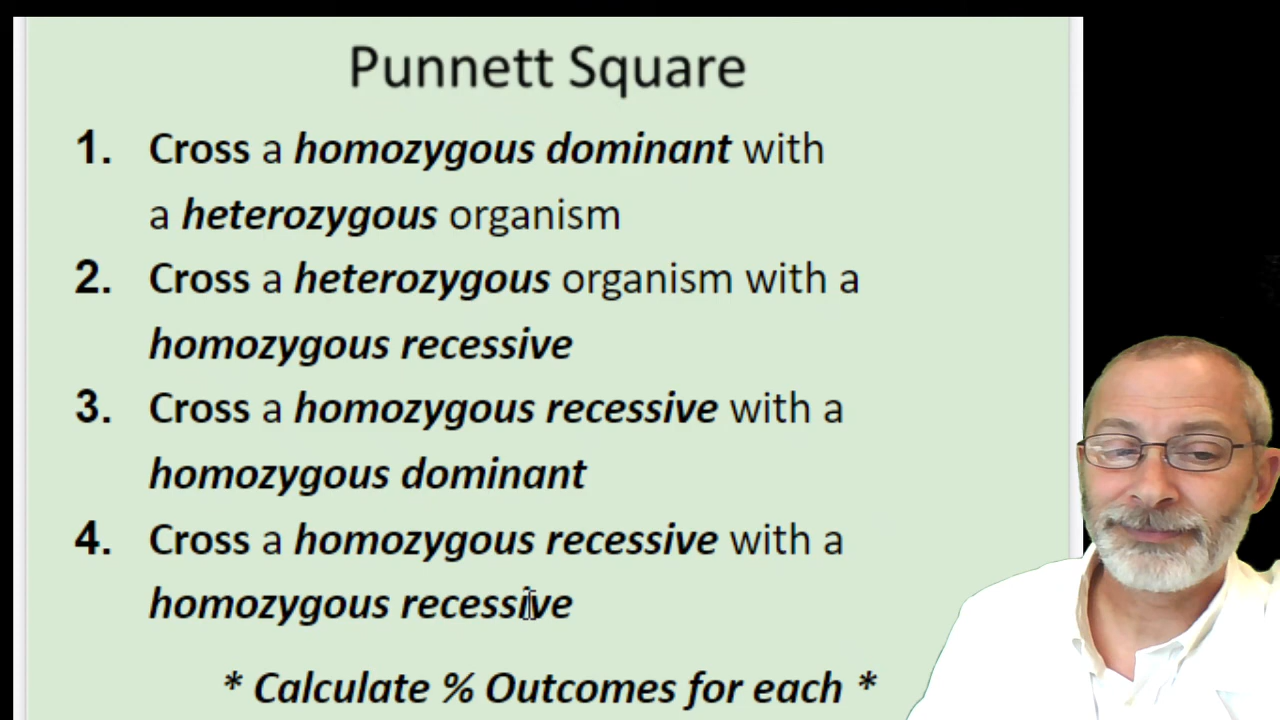 Punnett Square
1. Cross a homozygous dominant with
a heterozygous organism
2. Cross a heterozygous organism with a
homozygous recessive
3. Cross a homozygous recessive with a
homozygous dominant
4. Cross a homozygous recessive with a
homozygous recessive
* Calculate % Outcomes for each *